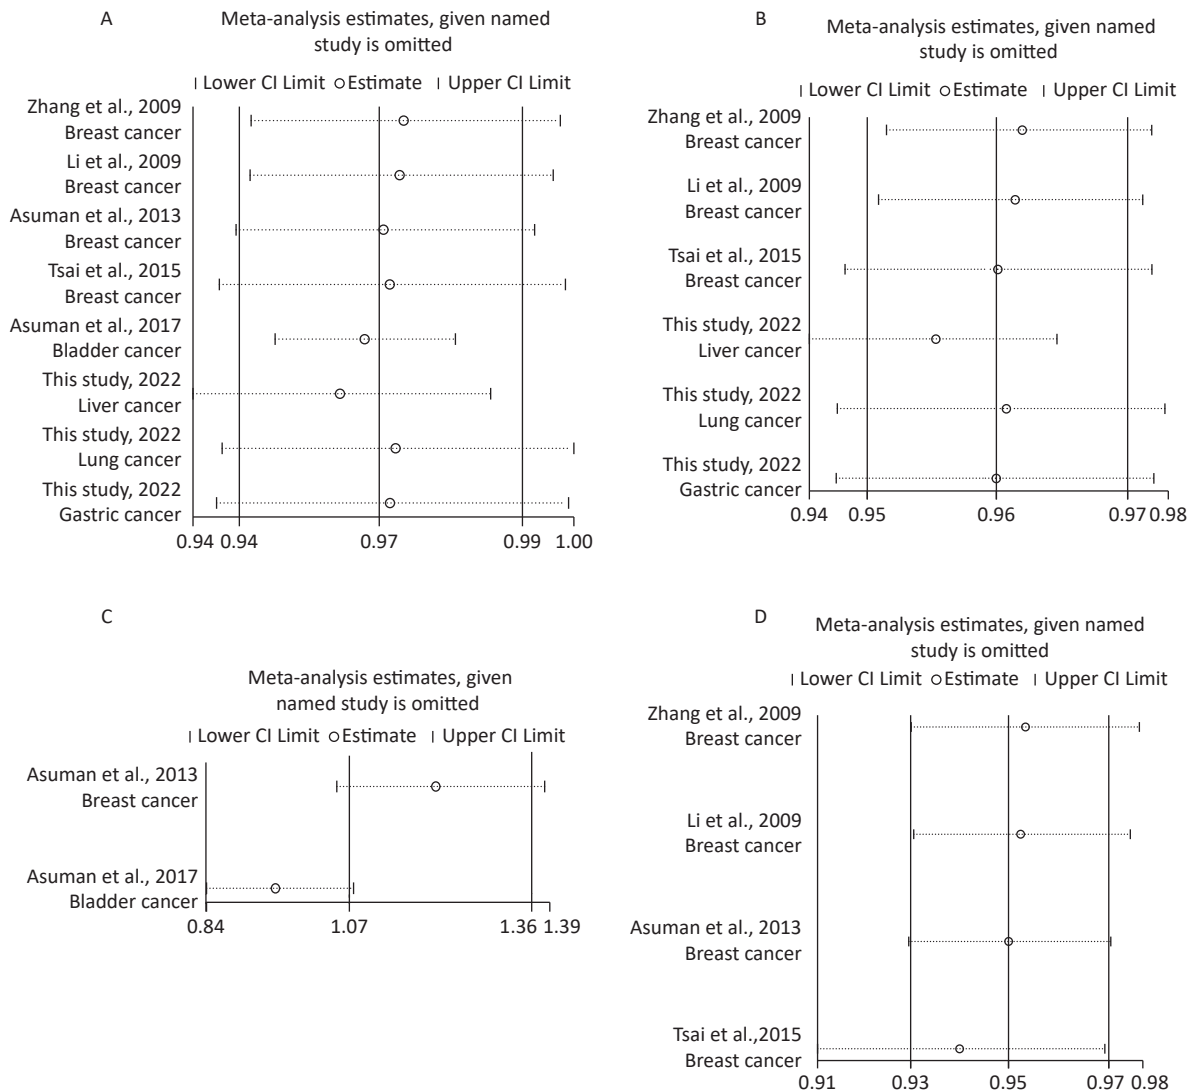 A
Meta-analysis estimates, given named
study is omitted
Lower CI Limit Estimate Upper CI Limit
Zhang et al., 2009
Breast cancer
Li et al., 2009
Breast cancer
Asuman et al., 2013
Breast cancer
Tsai et al., 2015
Breast cancer
Asuman et al., 2017
Bladder cancer
This study, 2022
Liver cancer
This study, 2022
Lung cancer
This study, 2022
Gastric cancer
0.94 0.94 0.97 0.99 1.00
B
Meta-analysis estimates, given named
study is omitted
Lower CI Limit Estimate Upper CI Limit
Zhang et al., 2009
Breast cancer
Li et al., 2009
Breast cancer
Tsai et al., 2015
Breast cancer
This study, 2022
Liver cancer
This study, 2022
Lung cancer
This study, 2022
Gastric cancer
0.94 0.95 0.96 0.97 0.98
C
Meta-analysis estimates, given
named study is omitted
Lower CI Limit Estimate Upper CI Limit
Asuman et al., 2013
Breast cancer
Asuman et al., 2017
Bladder cancer
0.84 1.07 1.36 1.39
D
Meta-analysis estimates, given named
study is omitted
Lower CI Limit Estimate Upper CI Limit
Zhang et al., 2009
Breast cancer
Li et al., 2009
Breast cancer
Asuman et al., 2013
Breast cancer
Tsai et al.,2015
Breast cancer
0.91 0.93 0.95 0.97 0.98